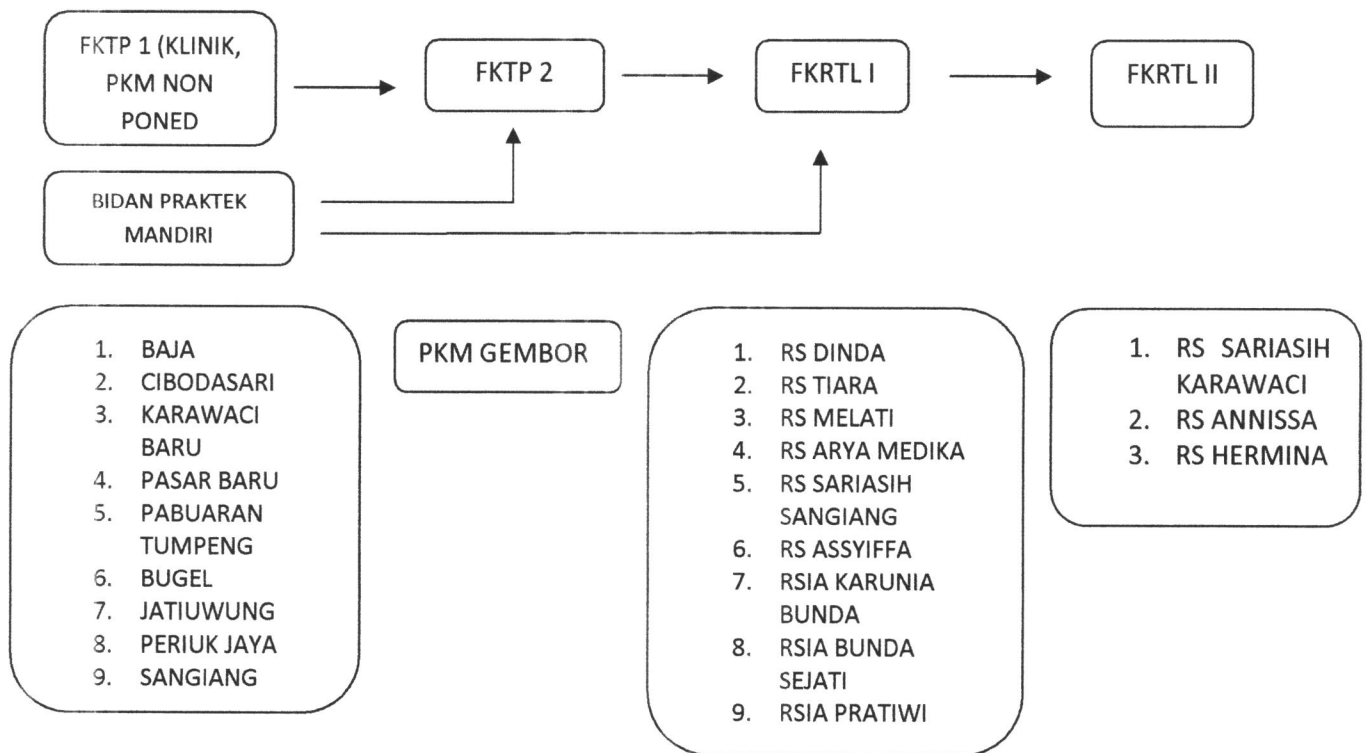 FKTP 1 (KLINIK,
PKM NON
PONED
FKTP 2
FKRTL I
FKRTL II
BIDAN PRAKTEK
MANDIRI
1. BAJA
2. CIBODASARI
3. KARAWACI
BARU
4. PASAR BARU
5. PABUARAN
TUMPENG
6. BUGEL
7. JATIUWUNG
8. PERIUK JAYA
9. SANGIANG
PKM GEMBOR
1. RS DINDA
2. RS TIARA
3. RS MELATI
4. RS ARYA MEDIKA
5. RS SARIASIH
SANGIANG
6. RS ASSYIFFA
7. RSIA KARUNIA
BUNDA
8. RSIA BUNDA
SEJATI
9. RSIA PRATIWI
1. RS SARIASIH
KARAWACI
2. RS ANNISSA
3. RS HERMINA